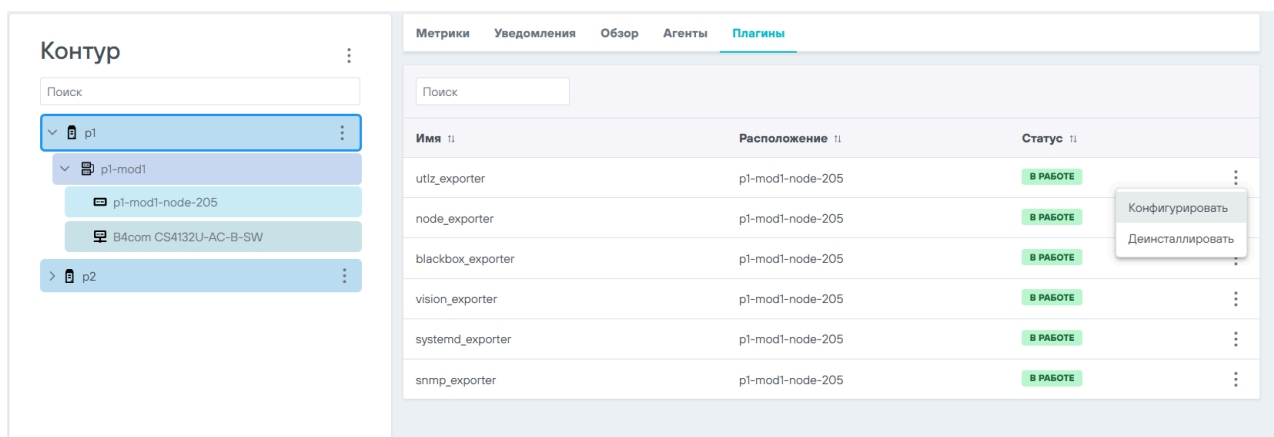 Контур
Поиск
p1
p1-mod1
p1-mod1-node-205
B4com CS4132U-AC-B-SW
p2
Метрики Уведомления Обзор Агенты Плагины
Поиск
Имя Расположение Статус
utlz_exporter p1-mod1-node-205 В РАБОТЕ
node_exporter p1-mod1-node-205 В РАБОТЕ
blackbox_exporter p1-mod1-node-205 В РАБОТЕ
vision_exporter p1-mod1-node-205 В РАБОТЕ
systemd_exporter p1-mod1-node-205 В РАБОТЕ
snmp_exporter p1-mod1-node-205 В РАБОТЕ
Конфигурировать
Деинсталлировать